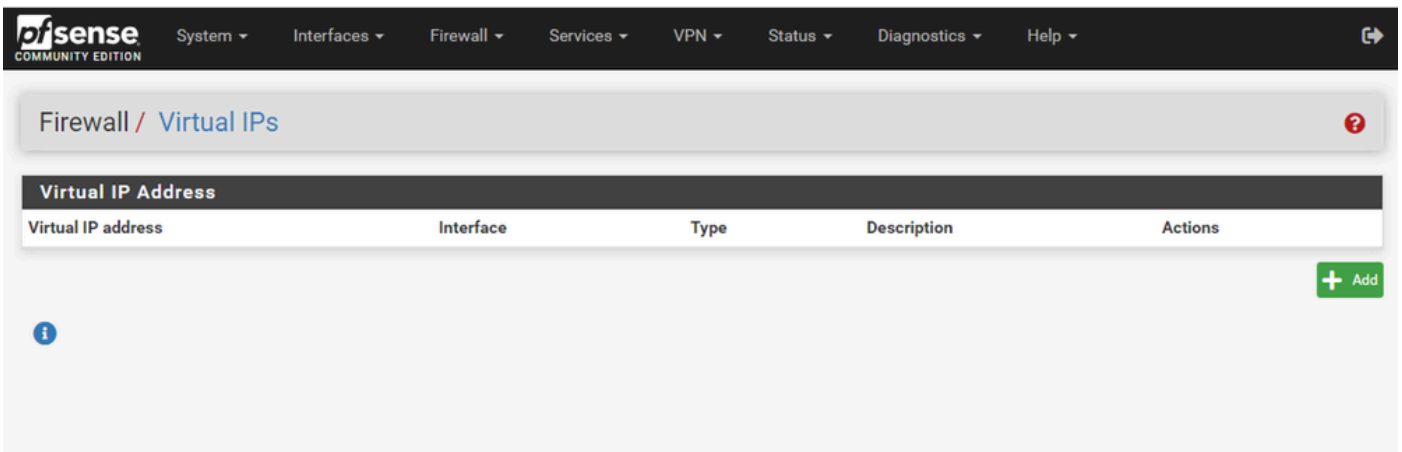 pfsense System Interfaces Firewall Services VPN Status Diagnostics Help
COMMUNITY EDITION
Firewall / Virtual IPs
Virtual IP Address
Virtual IP address Interface Type Description Actions
Add